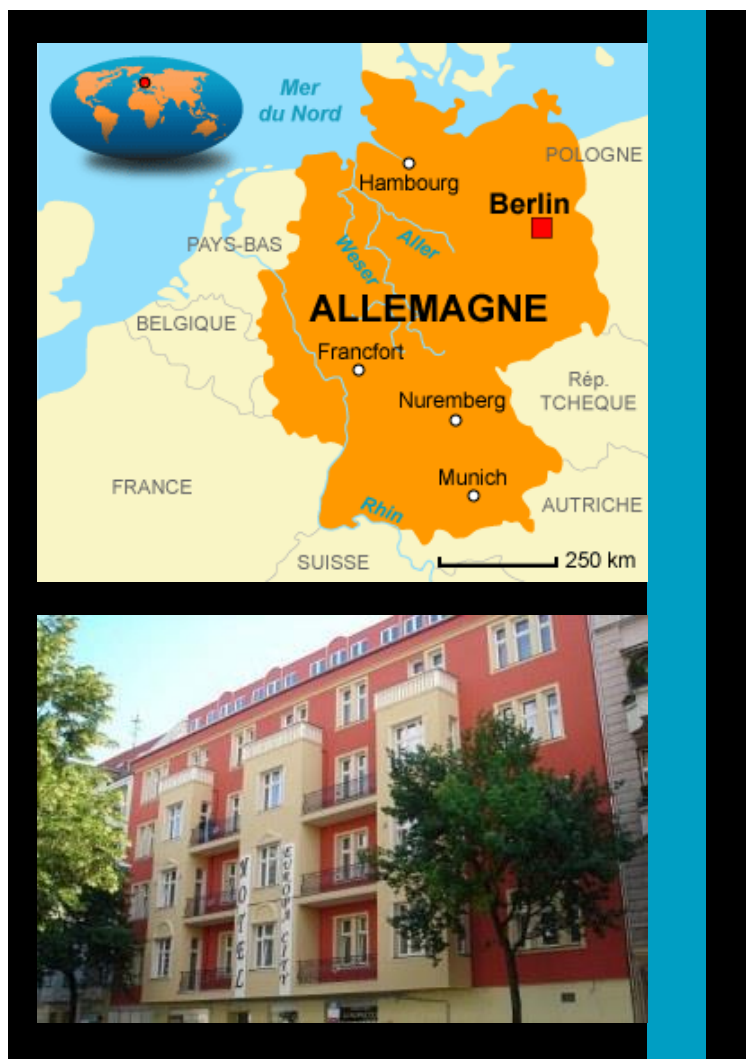 Mer
du Nord
POLOGNE
Hambourg
Berlin
PAYS-BAS
Aller
Weser
ALLEMAGNE
BELGIQUE
Francfort
Rép.
TCHEQUE
Nuremberg
FRANCE
Munich
AUTRICHE
Rhin
SUISSE
250 km
HOTEL
EUROPA CITY